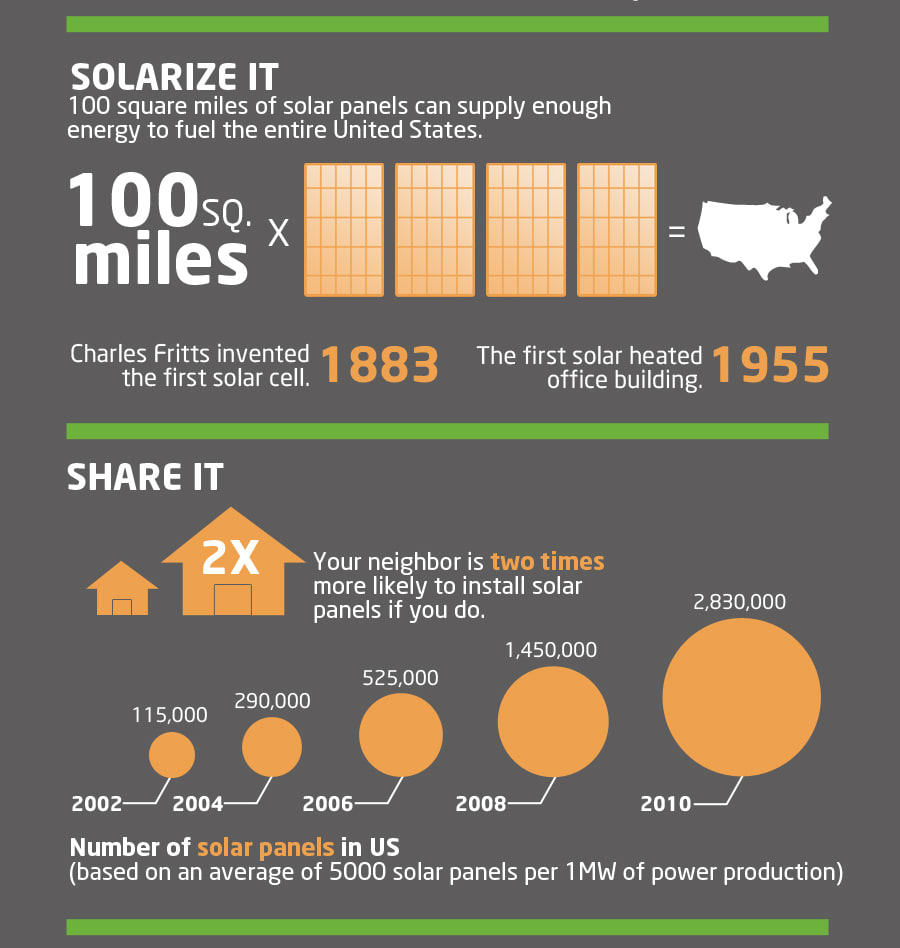 SOLARIZE IT
100 square miles of solar panels can supply enough
energy to fuel the entire United States.
100 SQ.
miles
X
=
Charles Fritts invented
the first solar cell.
1883
The first solar heated
office building.
1955
SHARE IT
2X
Your neighbor is two times
more likely to install solar
panels if you do.
115,000
290,000
525,000
1,450,000
2,830,000
2002
2004
2006
2008
2010
Number of solar panels in US
(based on an average of 5000 solar panels per 1MW of power production)